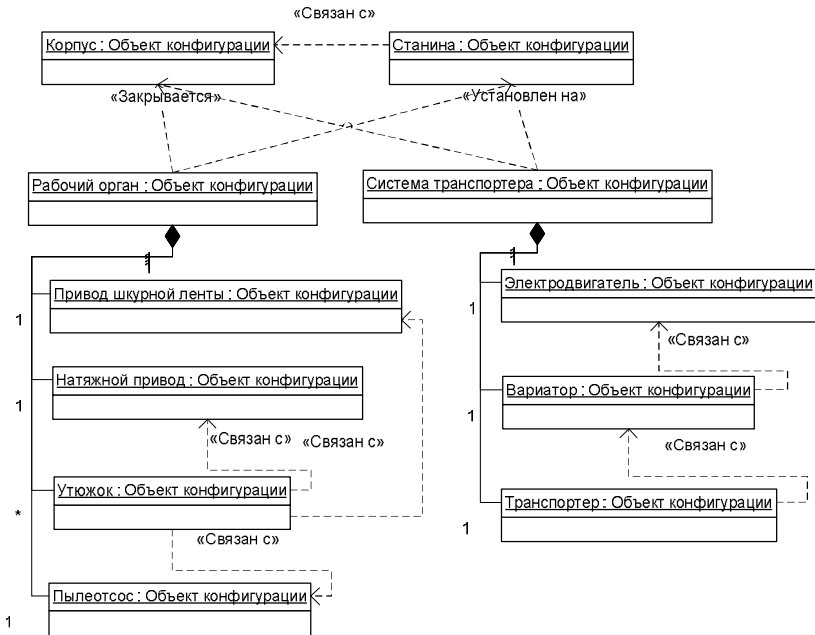 «Связан с»
Корпус : Объект конфигурации
Станина : Объект конфигурации
«Закрывается»
«Установлен на»
Рабочий орган : Объект конфигурации
Система транспортера : Объект конфигурации
Привод шкурной ленты : Объект конфигурации
1
Электродвигатель : Объект конфигурации
1
«Связан с»
Натяжной привод : Объект конфигурации
1
Вариатор : Объект конфигурации
1
«Связан с»
«Связан с»
«Связан с»
Утюжок : Объект конфигурации
*
Транспортер : Объект конфигурации
1
«Связан с»
Пылеотсос : Объект конфигурации
1